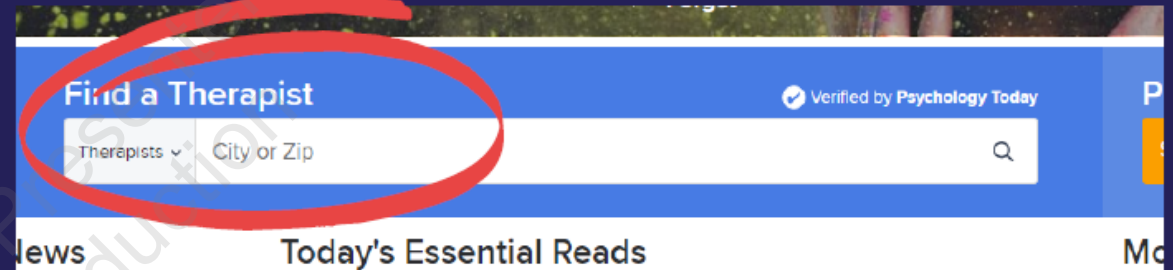 Find a Therapist
Verified by Psychology Today
Therapists
City or Zip
News
Today's Essential Reads